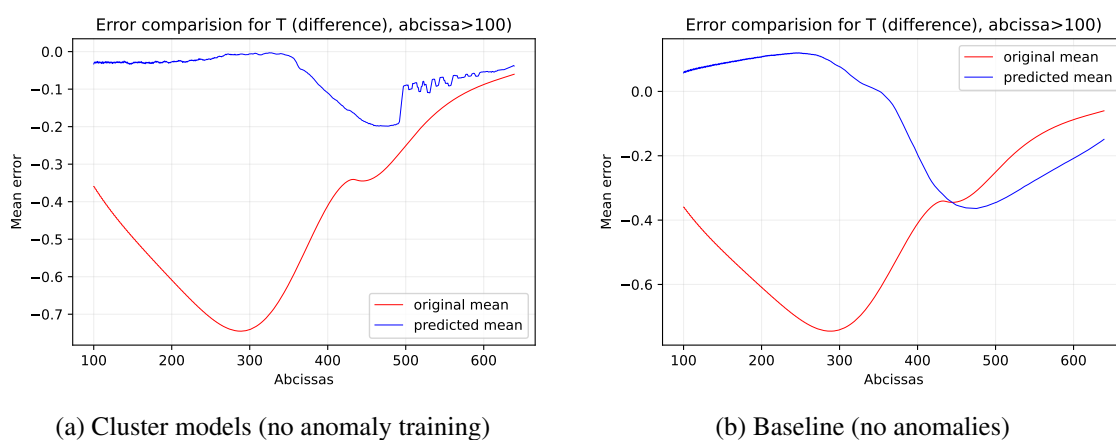 Error comparision for T (difference), abcissa>100)
0.0
−0.1
−0.2
−0.3
−0.4
−0.5
−0.6
−0.7
Mean error
100
200
300
400
500
600
Abcissas
original mean
predicted mean
(a) Cluster models (no anomaly training)
Error comparision for T (difference), abcissa>100)
0.0
−0.2
−0.4
−0.6
Mean error
100
200
300
400
500
600
Abcissas
original mean
predicted mean
(b) Baseline (no anomalies)